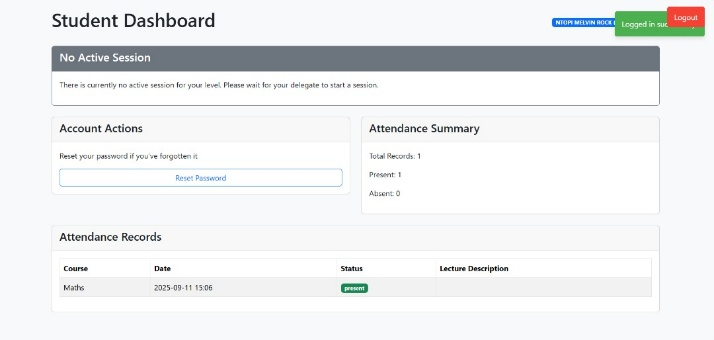 Student Dashboard
NTOPI MELVIN ROCK
Logged in suc
Logout
No Active Session
There is currently no active session for your level. Please wait for your delegate to start a session.
Account Actions
Reset your password if you've forgotten it
Reset Password
Attendance Summary
Total Records: 1
Present: 1
Absent: 0
Attendance Records
Course Date Status Lecture Description
Maths 2025-09-11 15:06 present